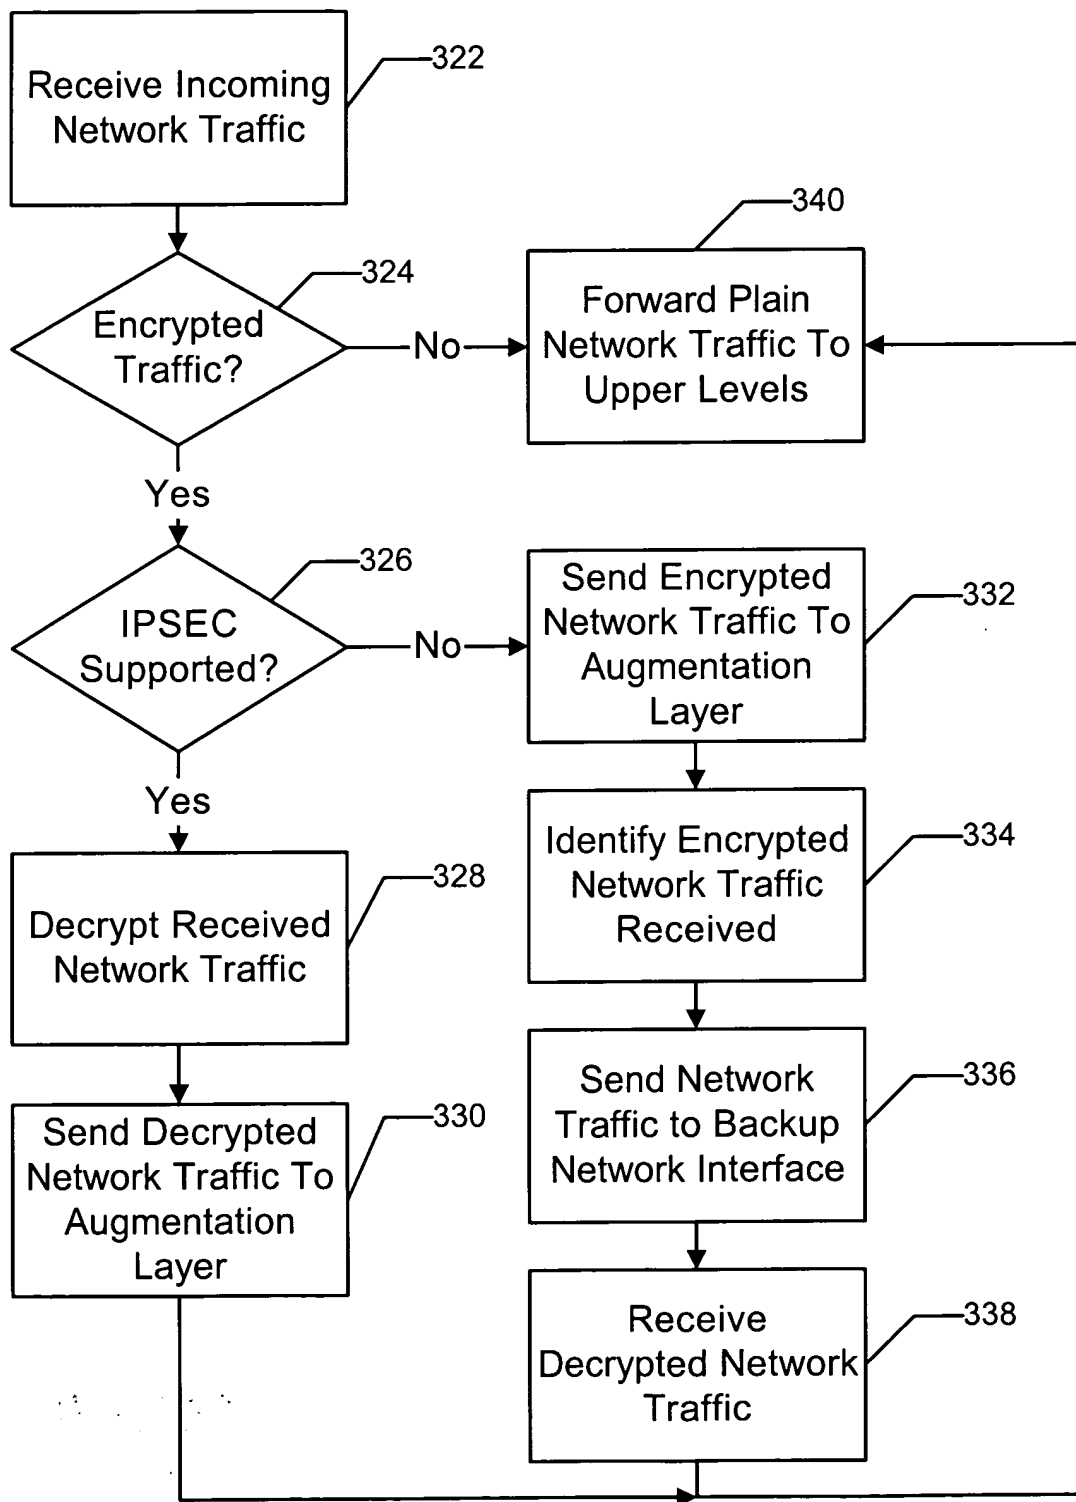 Receive Incoming
Network Traffic
322
Encrypted
Traffic?
324
No
Forward Plain
Network Traffic To
Upper Levels
340
Yes
IPSEC
Supported?
326
No
Send Encrypted
Network Traffic To
Augmentation
Layer
332
Yes
Identify Encrypted
Network Traffic
Received
334
Decrypt Received
Network Traffic
328
Send Network
Traffic to Backup
Network Interface
336
Send Decrypted
Network Traffic To
Augmentation
Layer
330
Receive
Decrypted Network
Traffic
338